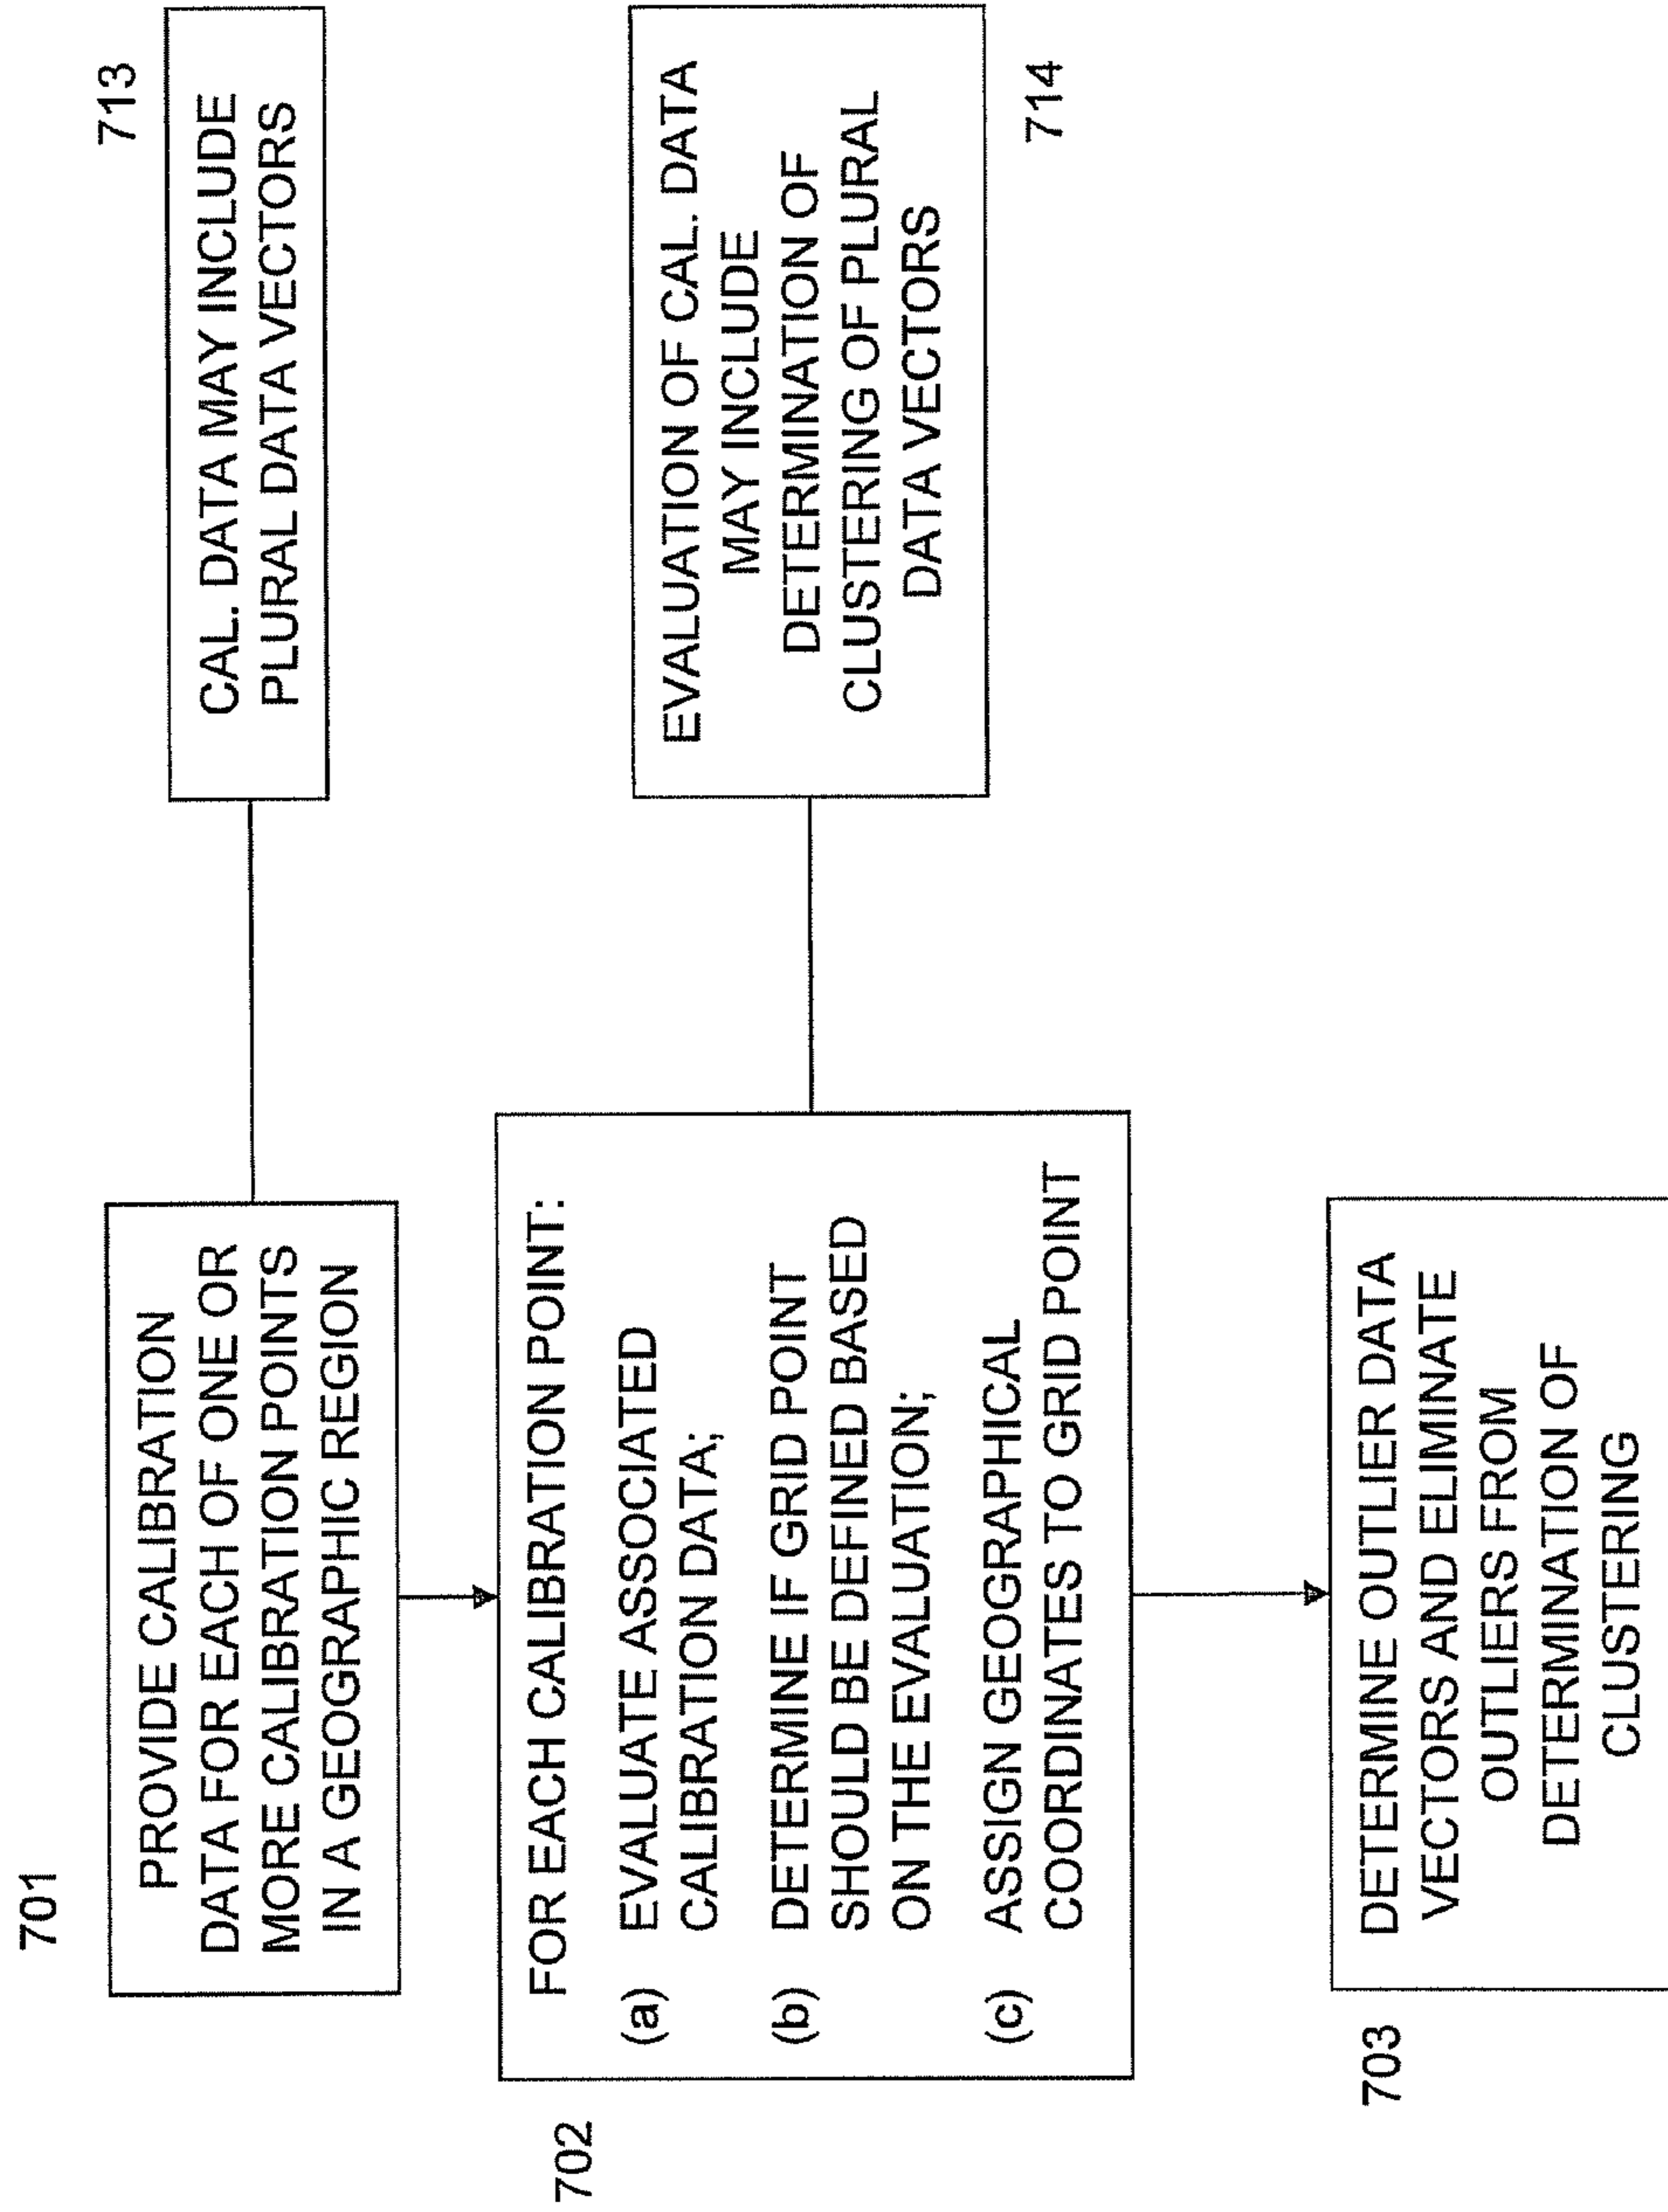 701
PROVIDE CALIBRATION
DATA FOR EACH OF ONE OR
MORE CALIBRATION POINTS
IN A GEOGRAPHIC REGION
713
CAL. DATA MAY INCLUDE
PLURAL DATA VECTORS
702
FOR EACH CALIBRATION POINT:
(a) EVALUATE ASSOCIATED
CALIBRATION DATA;
(b) DETERMINE IF GRID POINT
SHOULD BE DEFINED BASED
ON THE EVALUATION;
(c) ASSIGN GEOGRAPHICAL
COORDINATES TO GRID POINT
EVALUATION OF CAL. DATA
MAY INCLUDE
DETERMINATION OF
CLUSTERING OF PLURAL
DATA VECTORS
714
703
DETERMINE OUTLIER DATA
VECTORS AND ELIMINATE
OUTLIERS FROM
DETERMINATION OF
CLUSTERING